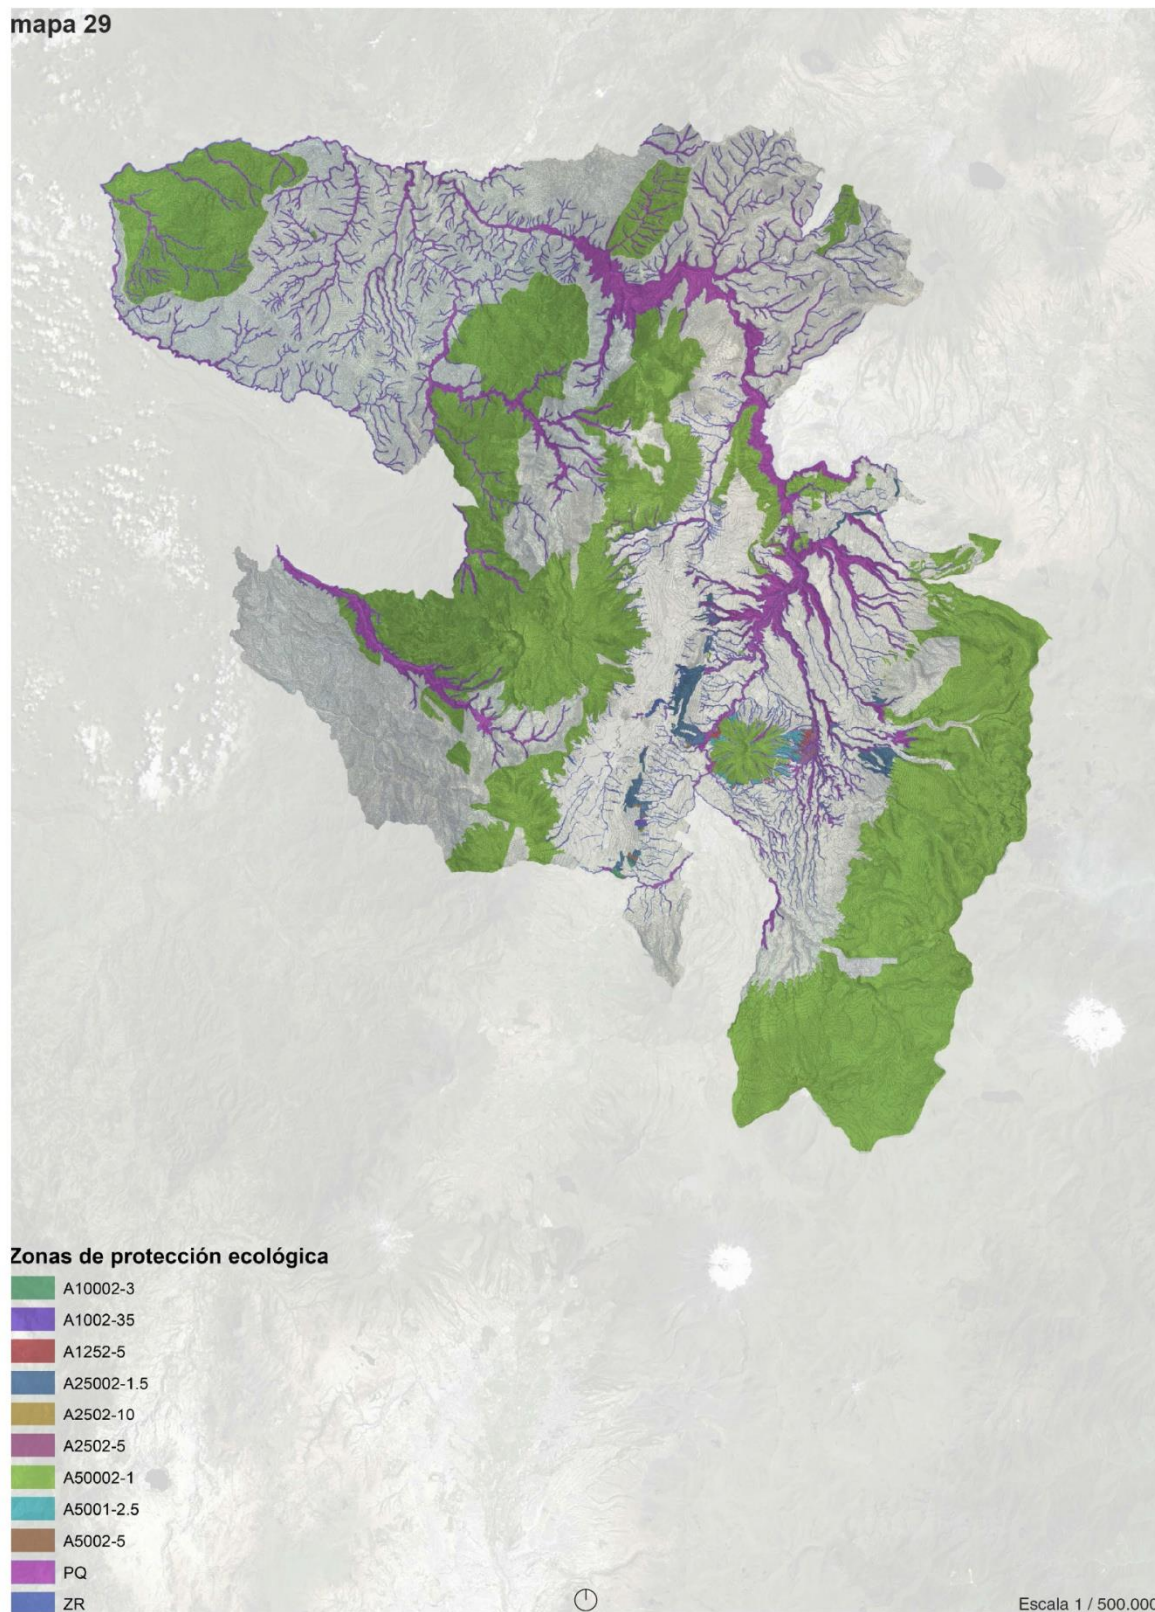 mapa 29
Zonas de protección ecológica
A10002-3
A1002-35
A1252-5
A25002-1.5
A2502-10
A2502-5
A50002-1
A5001-2.5
A5002-5
PQ
ZR
Escala 1 / 500.000